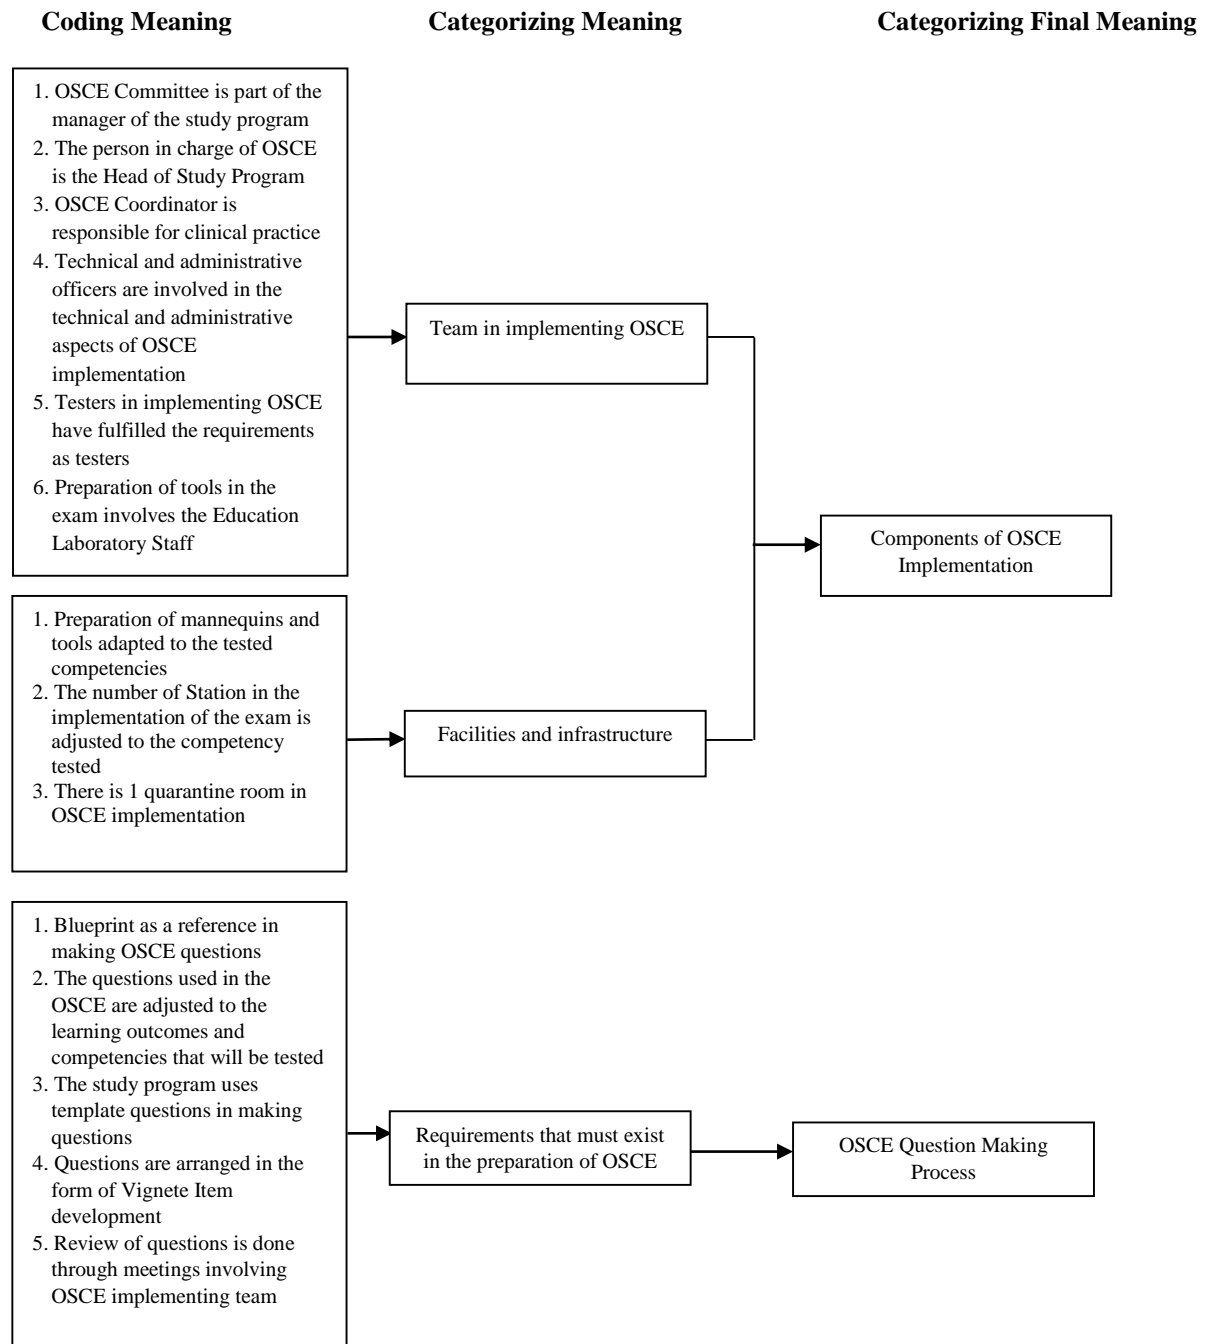 Coding Meaning
Categorizing Meaning
Categorizing Final Meaning
1. OSCE Committee is part of the
manager of the study program
2. The person in charge of OSCE
is the Head of Study Program
3. OSCE Coordinator is
responsible for clinical practice
4. Technical and administrative
officers are involved in the
technical and administrative
aspects of OSCE
implementation
5. Testers in implementing OSCE
have fulfilled the requirements
as testers
6. Preparation of tools in the
exam involves the Education
Laboratory Staff
Team in implementing OSCE
Components of OSCE
Implementation
1. Preparation of mannequins and
tools adapted to the tested
competencies
2. The number of Station in the
implementation of the exam is
adjusted to the competency
tested
3. There is 1 quarantine room in
OSCE implementation
Facilities and infrastructure
1. Blueprint as a reference in
making OSCE questions
2. The questions used in the
OSCE are adjusted to the
learning outcomes and
competencies that will be tested
3. The study program uses
template questions in making
questions
4. Questions are arranged in the
form of Vignete Item
development
5. Review of questions is done
through meetings involving
OSCE implementing team
Requirements that must exist
in the preparation of OSCE
OSCE Question Making
Process